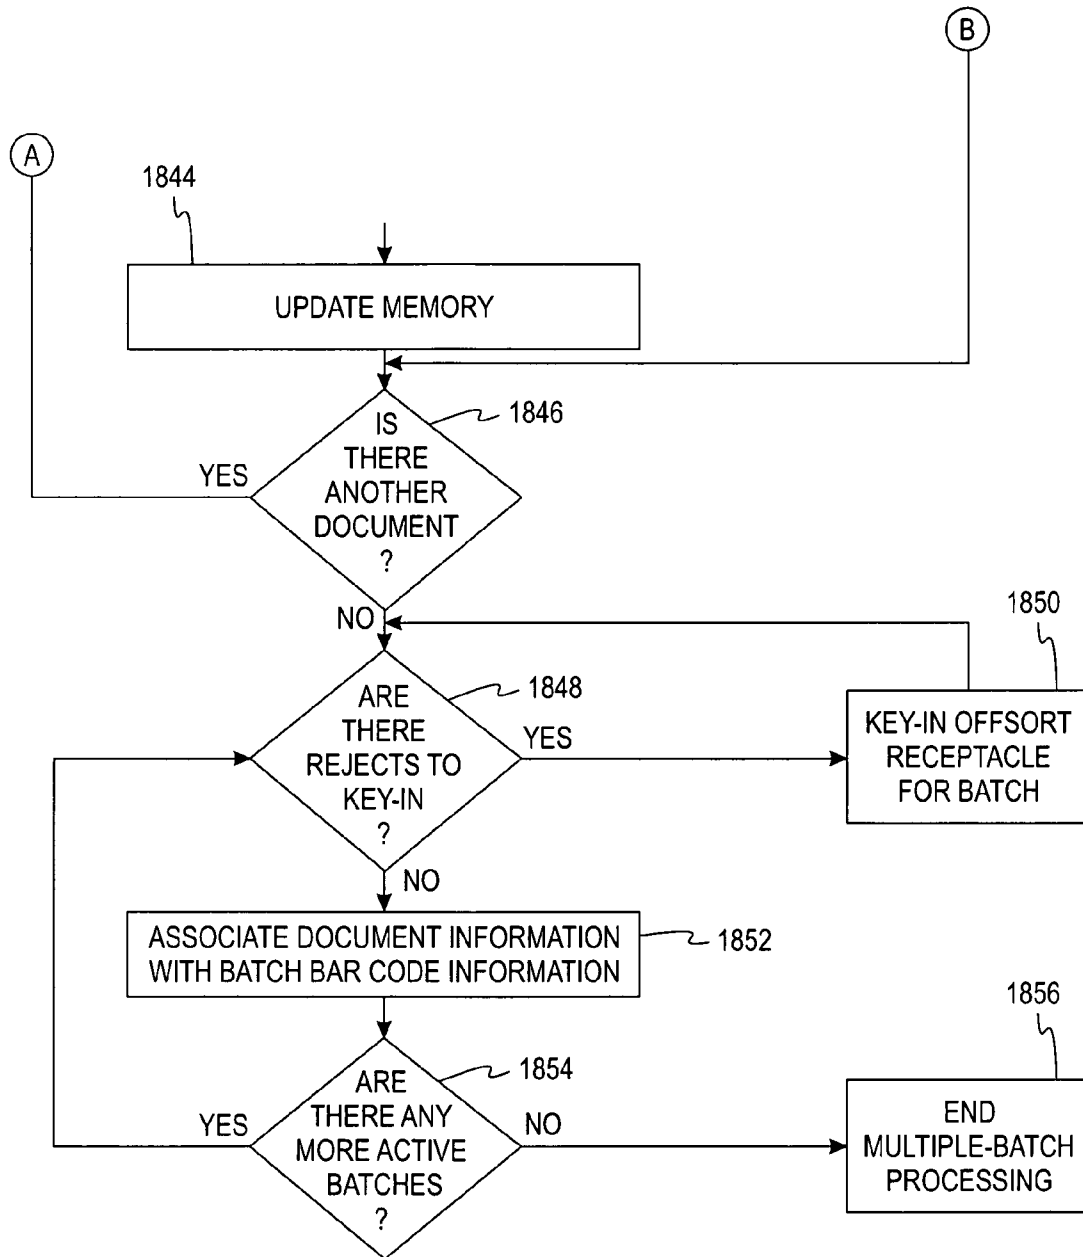 B
A
1844
UPDATE MEMORY
1846
IS
THERE
ANOTHER
DOCUMENT
?
YES
NO
1850
1848
ARE
THERE
REJECTS TO
KEY-IN
?
YES
KEY-IN OFFSORT
RECEPTACLE
FOR BATCH
NO
ASSOCIATE DOCUMENT INFORMATION
WITH BATCH BAR CODE INFORMATION
1852
1856
1854
ARE
THERE ANY
MORE ACTIVE
BATCHES
?
YES
NO
END
MULTIPLE-BATCH
PROCESSING